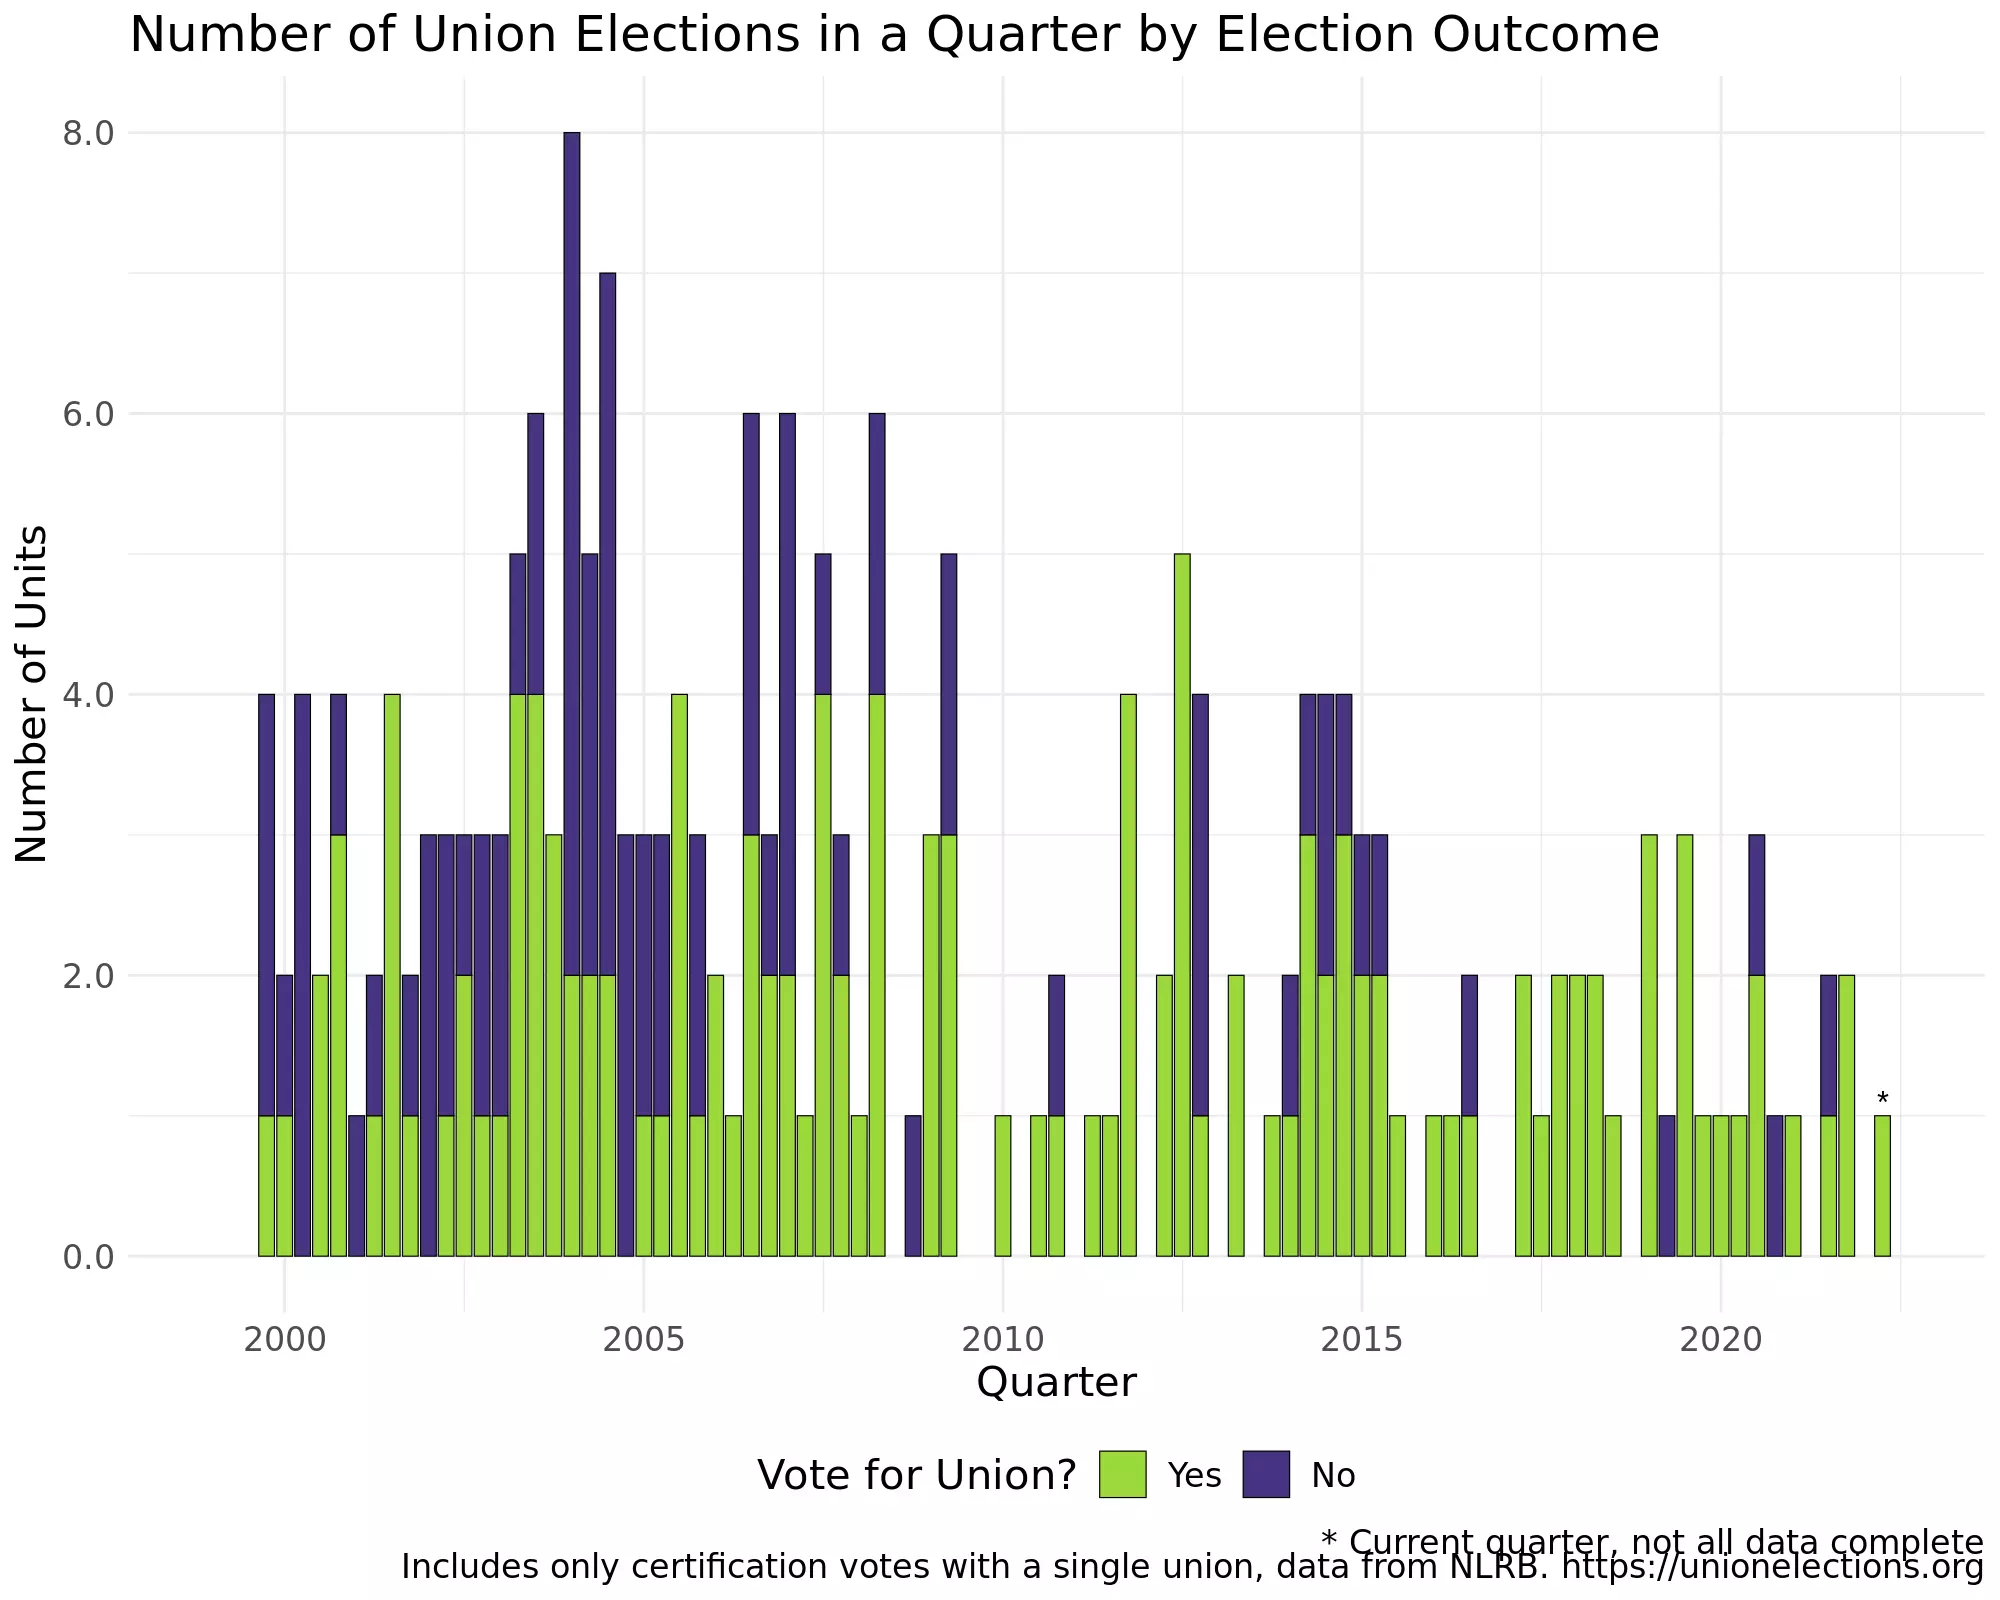 Number of Union Elections in a Quarter by Election Outcome
8.0
6.0
4.0
2.0
0.0
Number of Units
*
2000 2005 2010 2015 2020
Quarter
Vote for Union? Yes No
* Current quarter, not all data complete
Includes only certification votes with a single union, data from NLRB. https://unionelections.org